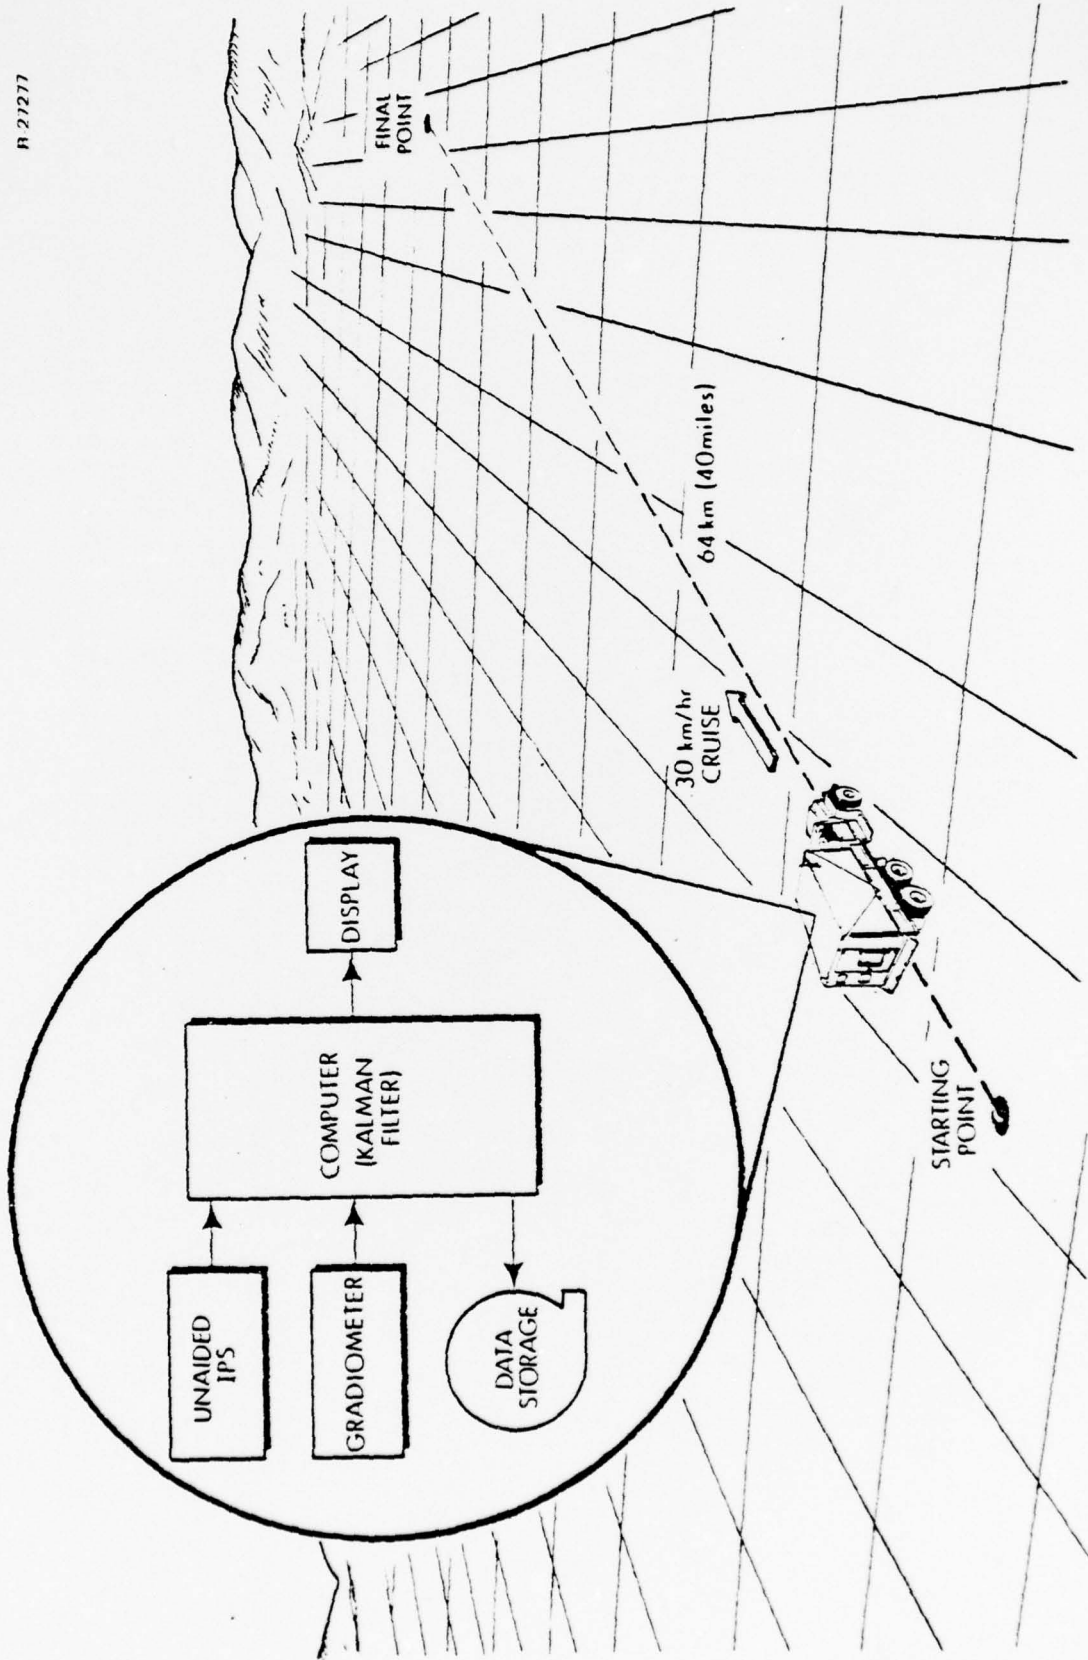 R-27277
UNAIDED
IPS
GRADIOMETER
DATA
STORAGE
COMPUTER
(KALMAN
FILTER)
DISPLAY
FINAL
POINT
30 km/hr
CRUISE
64 km (40 miles)
STARTING
POINT